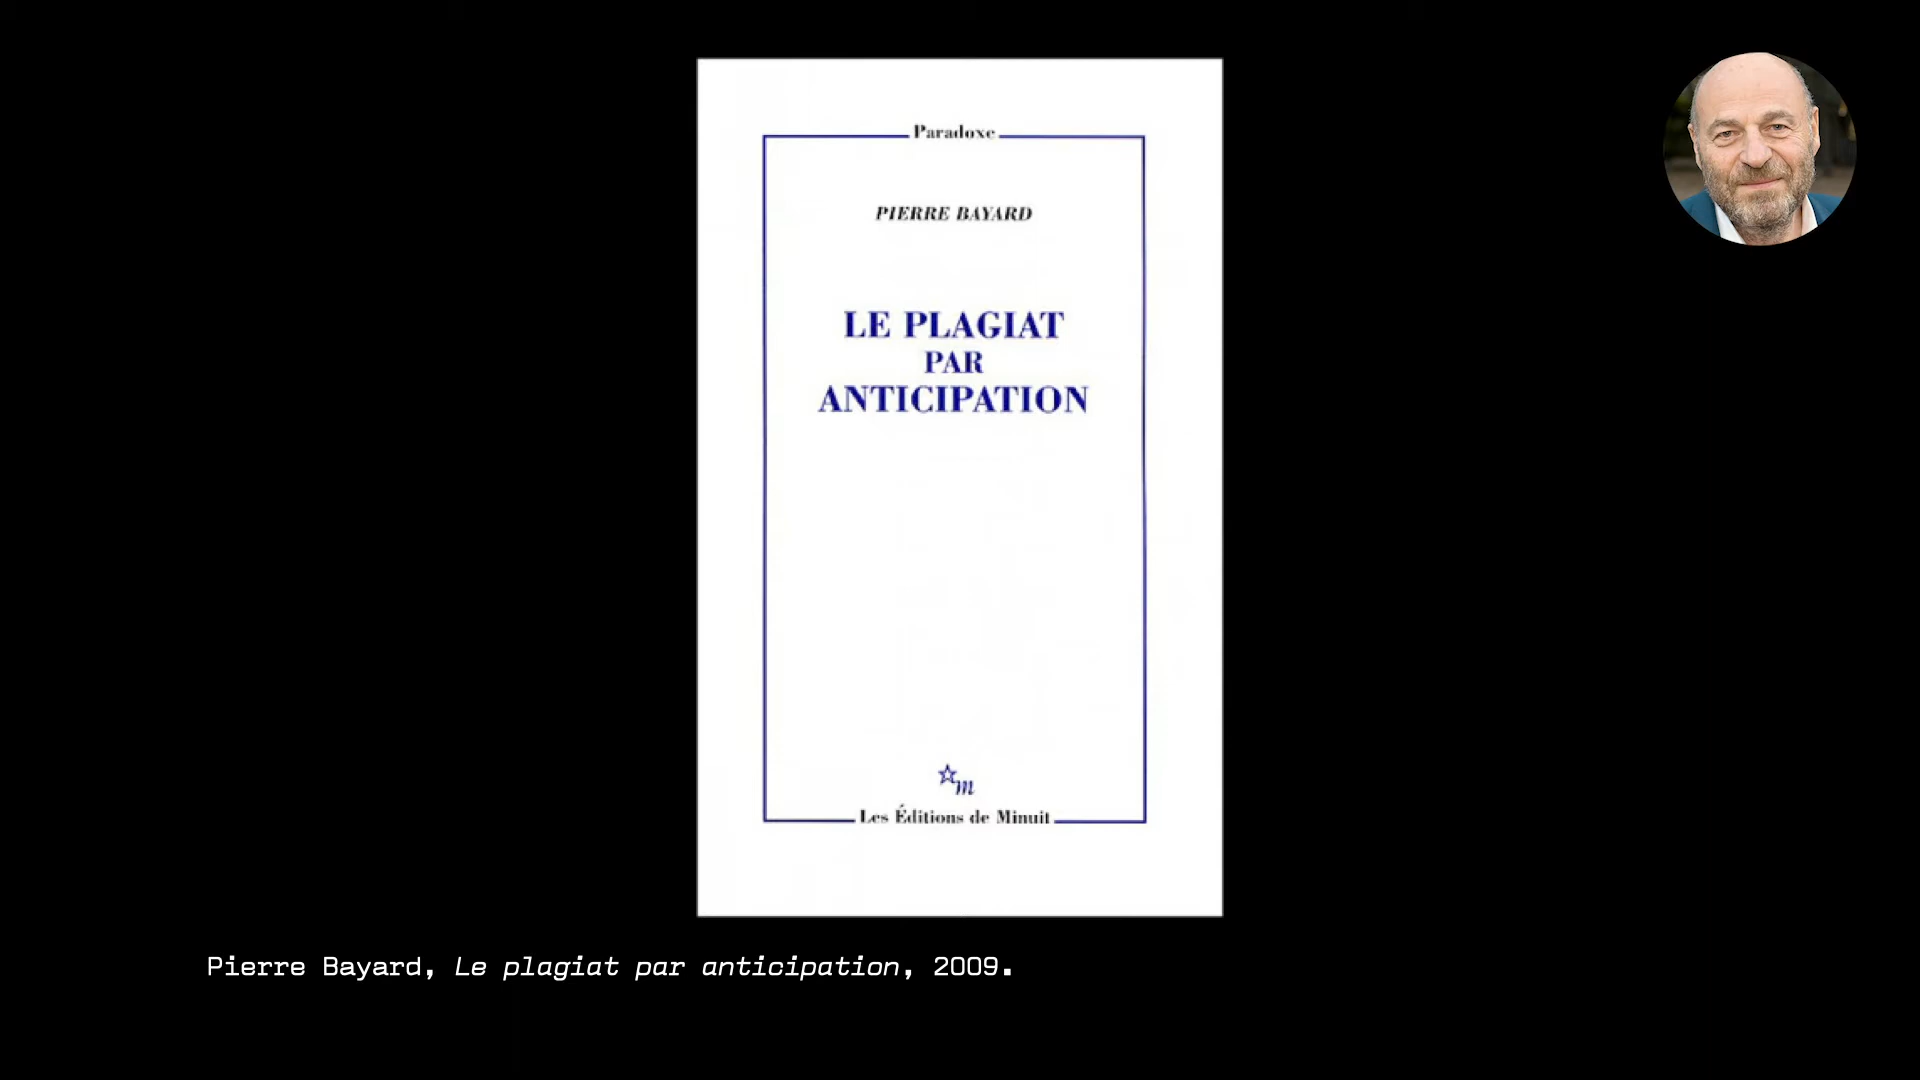 Paradoxe
PIERRE BAYARD
LE PLAGIAT
PAR
ANTICIPATION
m
Les Éditions de Minuit
Pierre Bayard, Le plagiat par anticipation, 2009.